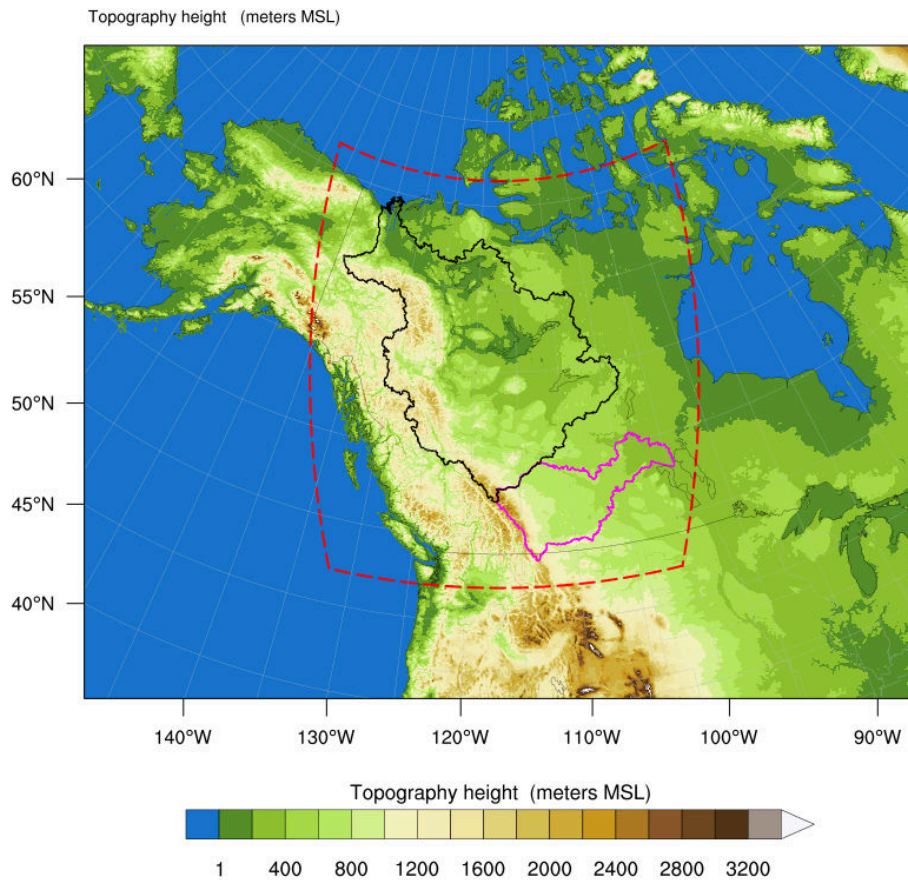 Topography height (meters MSL)
60°N
55°N
50°N
45°N
40°N
140°W 130°W 120°W 110°W 100°W 90°W
Topography height (meters MSL)
1 400 800 1200 1600 2000 2400 2800 3200